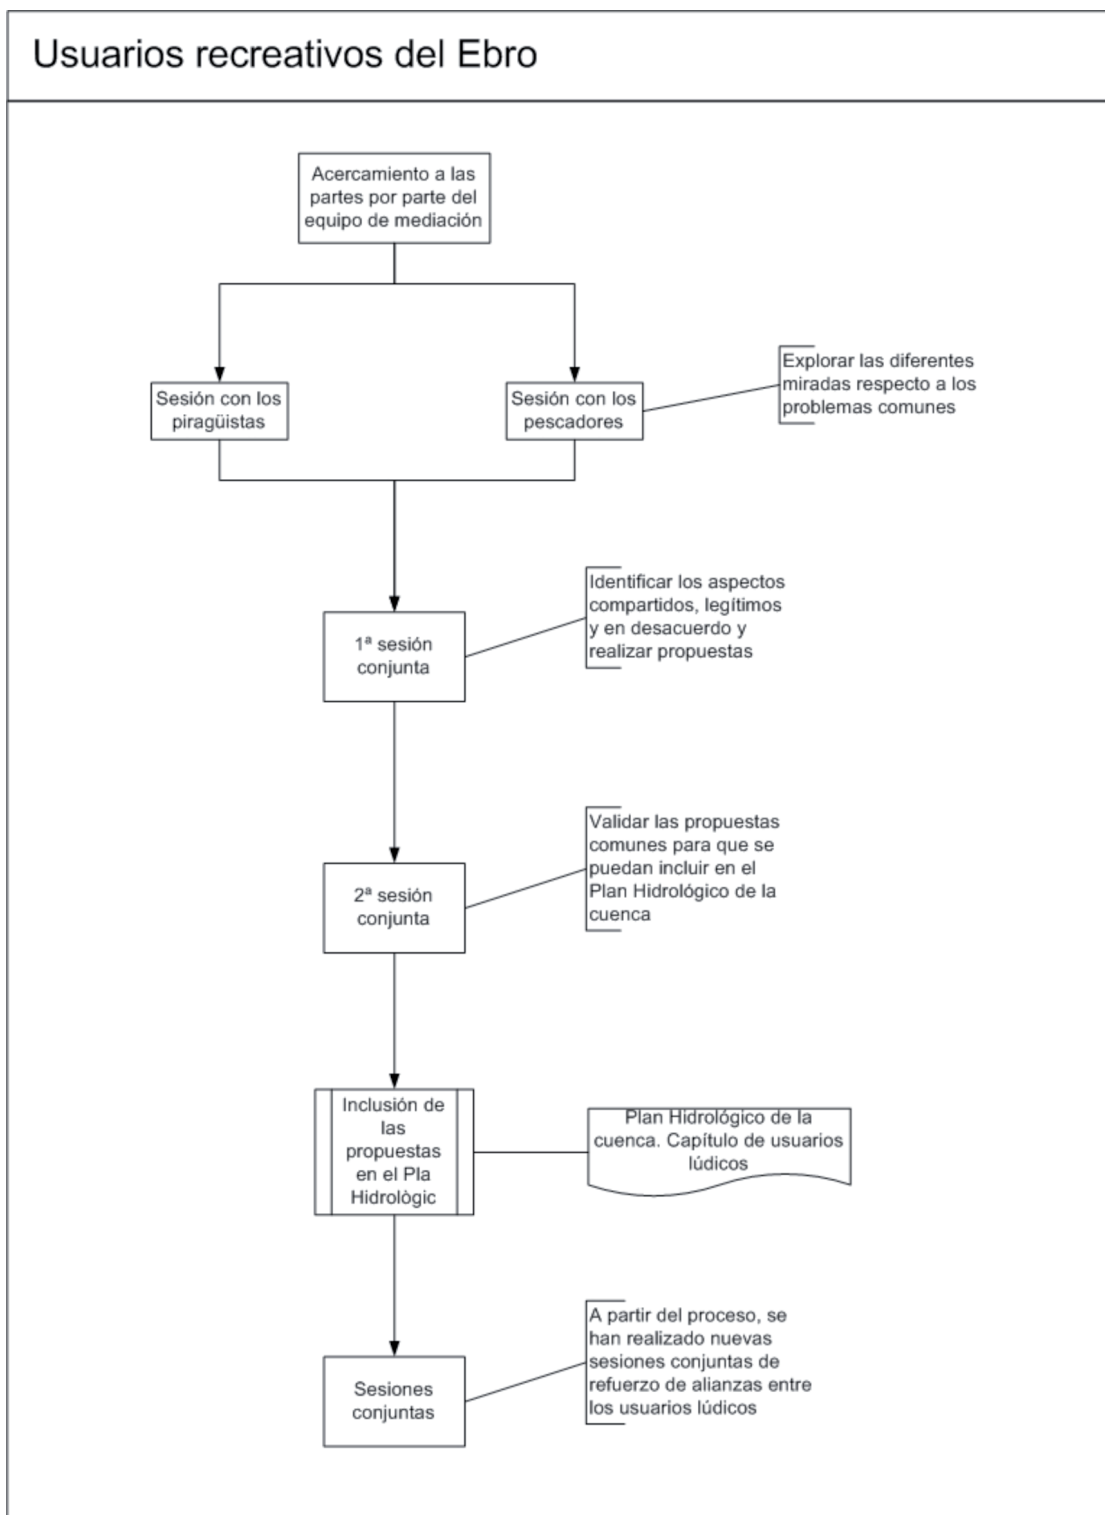 Usuarios recreativos del Ebro
Acercamiento a las
partes por parte del
equipo de mediación
Sesión con los
piragüistas
Sesión con los
pescadores
Explorar las diferentes
miradas respecto a los
problemas comunes
1ª sesión
conjunta
Identificar los aspectos
compartidos, legítimos
y en desacuerdo y
realizar propuestas
2ª sesión
conjunta
Validar las propuestas
comunes para que se
puedan incluir en el
Plan Hidrológico de la
cuenca
Inclusión de
las
propuestas
en el Pla
Hidrològic
Plan Hidrológico de la
cuenca. Capítulo de usuarios
lúdicos
Sesiones
conjuntas
A partir del proceso, se
han realizado nuevas
sesiones conjuntas de
refuerzo de alianzas entre
los usuarios lúdicos